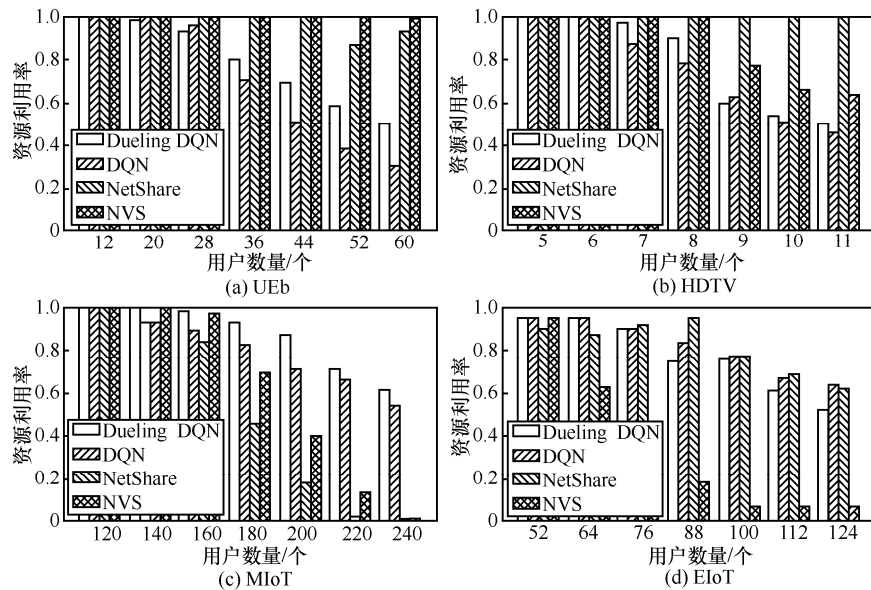 1.0
0.8
0.6
0.4
0.2
0
资源利用率
Dueling DQN
DQN
NetShare
NVS
12 20 28 36 44 52 60
用户数量/个
(a) UEb
1.0
0.8
0.6
0.4
0.2
0
资源利用率
Dueling DQN
DQN
NetShare
NVS
5 6 7 8 9 10 11
用户数量/个
(b) HDTV
1.0
0.8
0.6
0.4
0.2
0
资源利用率
Dueling DQN
DQN
NetShare
NVS
120 140 160 180 200 220 240
用户数量/个
(c) MIoT
1.0
0.8
0.6
0.4
0.2
0
资源利用率
Dueling DQN
DQN
NetShare
NVS
52 64 76 88 100 112 124
用户数量/个
(d) EIoT